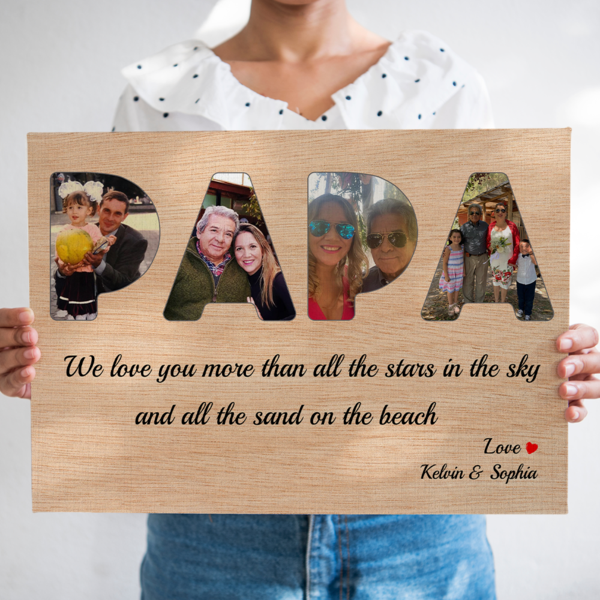 PAPA
We love you more than all the stars in the sky
and all the sand on the beach
Love
Kelvin & Sophia